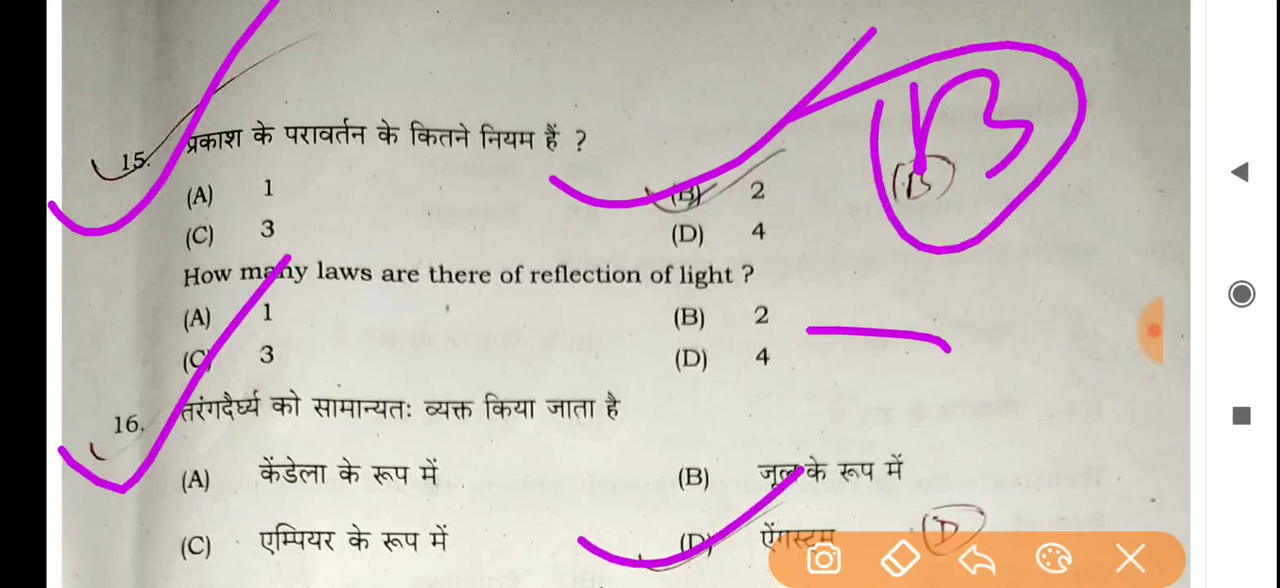 15. प्रकाश के परावर्तन के कितने नियम हैं ?
(A) 1 (B) 2
(B)
B
(C) 3 (D) 4
How many laws are there of reflection of light ?
(A) 1 (B) 2
(C) 3 (D) 4
16. तरंगदैर्घ्य को सामान्यतः व्यक्त किया जाता है
(A) केंडेला के रूप में (B) जूल के रूप में
(C) एम्पियर के रूप में (D) ऐंगस्टम
(D)